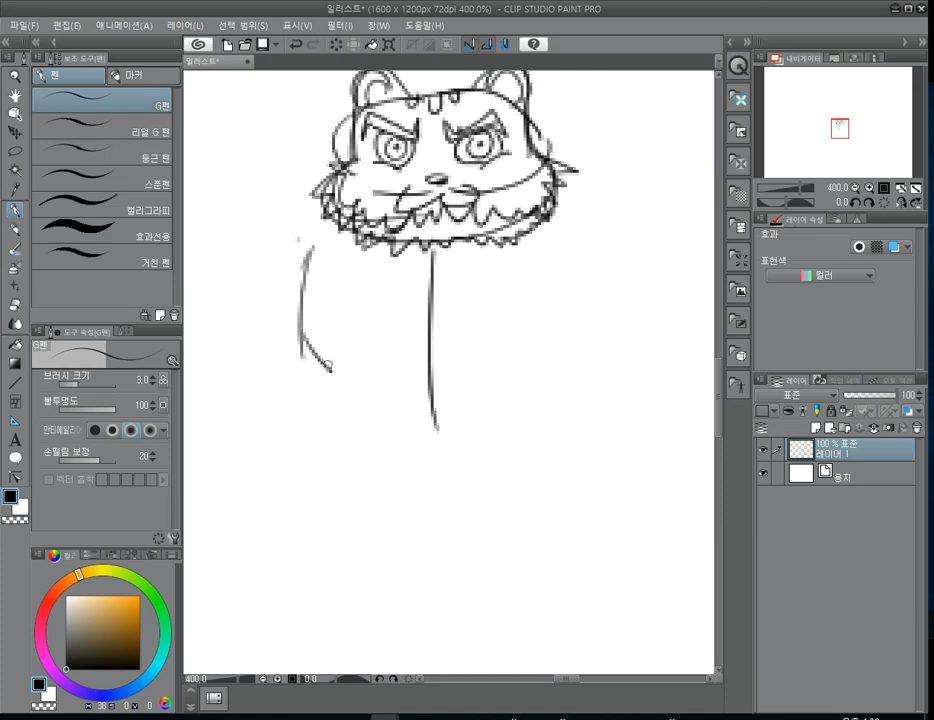 일러스트* (1600 x 1200px 72dpi 400.0%) - CLIP STUDIO PAINT PRO
파일(F) 편집(E) 애니메이션(A) 레이어(L) 선택 범위(S) 표시(V) 필터(I) 창(W) 도움말(H)
일러스트*
보조 도구(펜)
펜
마커
G펜
리얼 G 펜
둥근 펜
스푼펜
캘리그라피
효과선용
거친 펜
도구 속성(G펜)
G펜
브러시 크기
3.0
불투명도
100
안티에일리어
손떨림 보정
20
벡터 흡착
컬러
H 38 S 0 V 0
400.0
0.0
내비게이터
400.0
0.0
레이어 속성
효과
표현색
컬러
레이어
표준
100
100 % 표준
레이어 1
용지